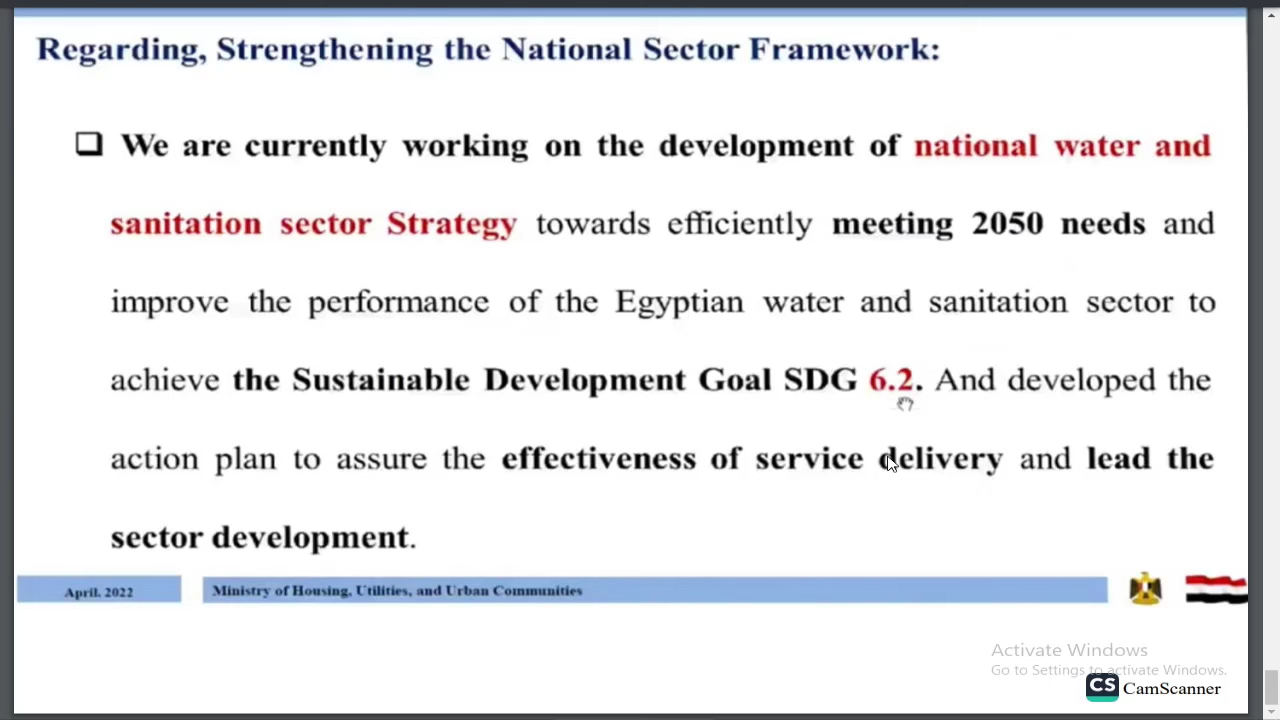 Regarding, Strengthening the National Sector Framework:
❑ We are currently working on the development of national water and
sanitation sector Strategy towards efficiently meeting 2050 needs and
improve the performance of the Egyptian water and sanitation sector to
achieve the Sustainable Development Goal SDG 6.2. And developed the
action plan to assure the effectiveness of service delivery and lead the
sector development.
April, 2022
Ministry of Housing, Utilities, and Urban Communities
Activate Windows
Go to Settings to activate Windows.
CS CamScanner